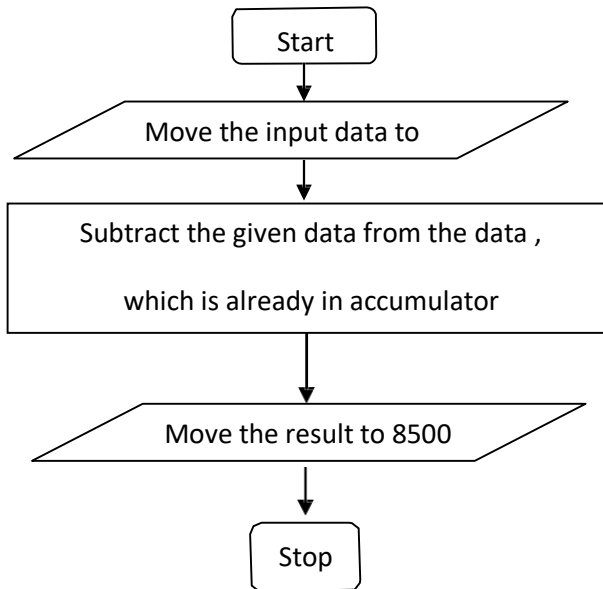 Start
Move the input data to
Subtract the given data from the data ,
which is already in accumulator
Move the result to 8500
Stop